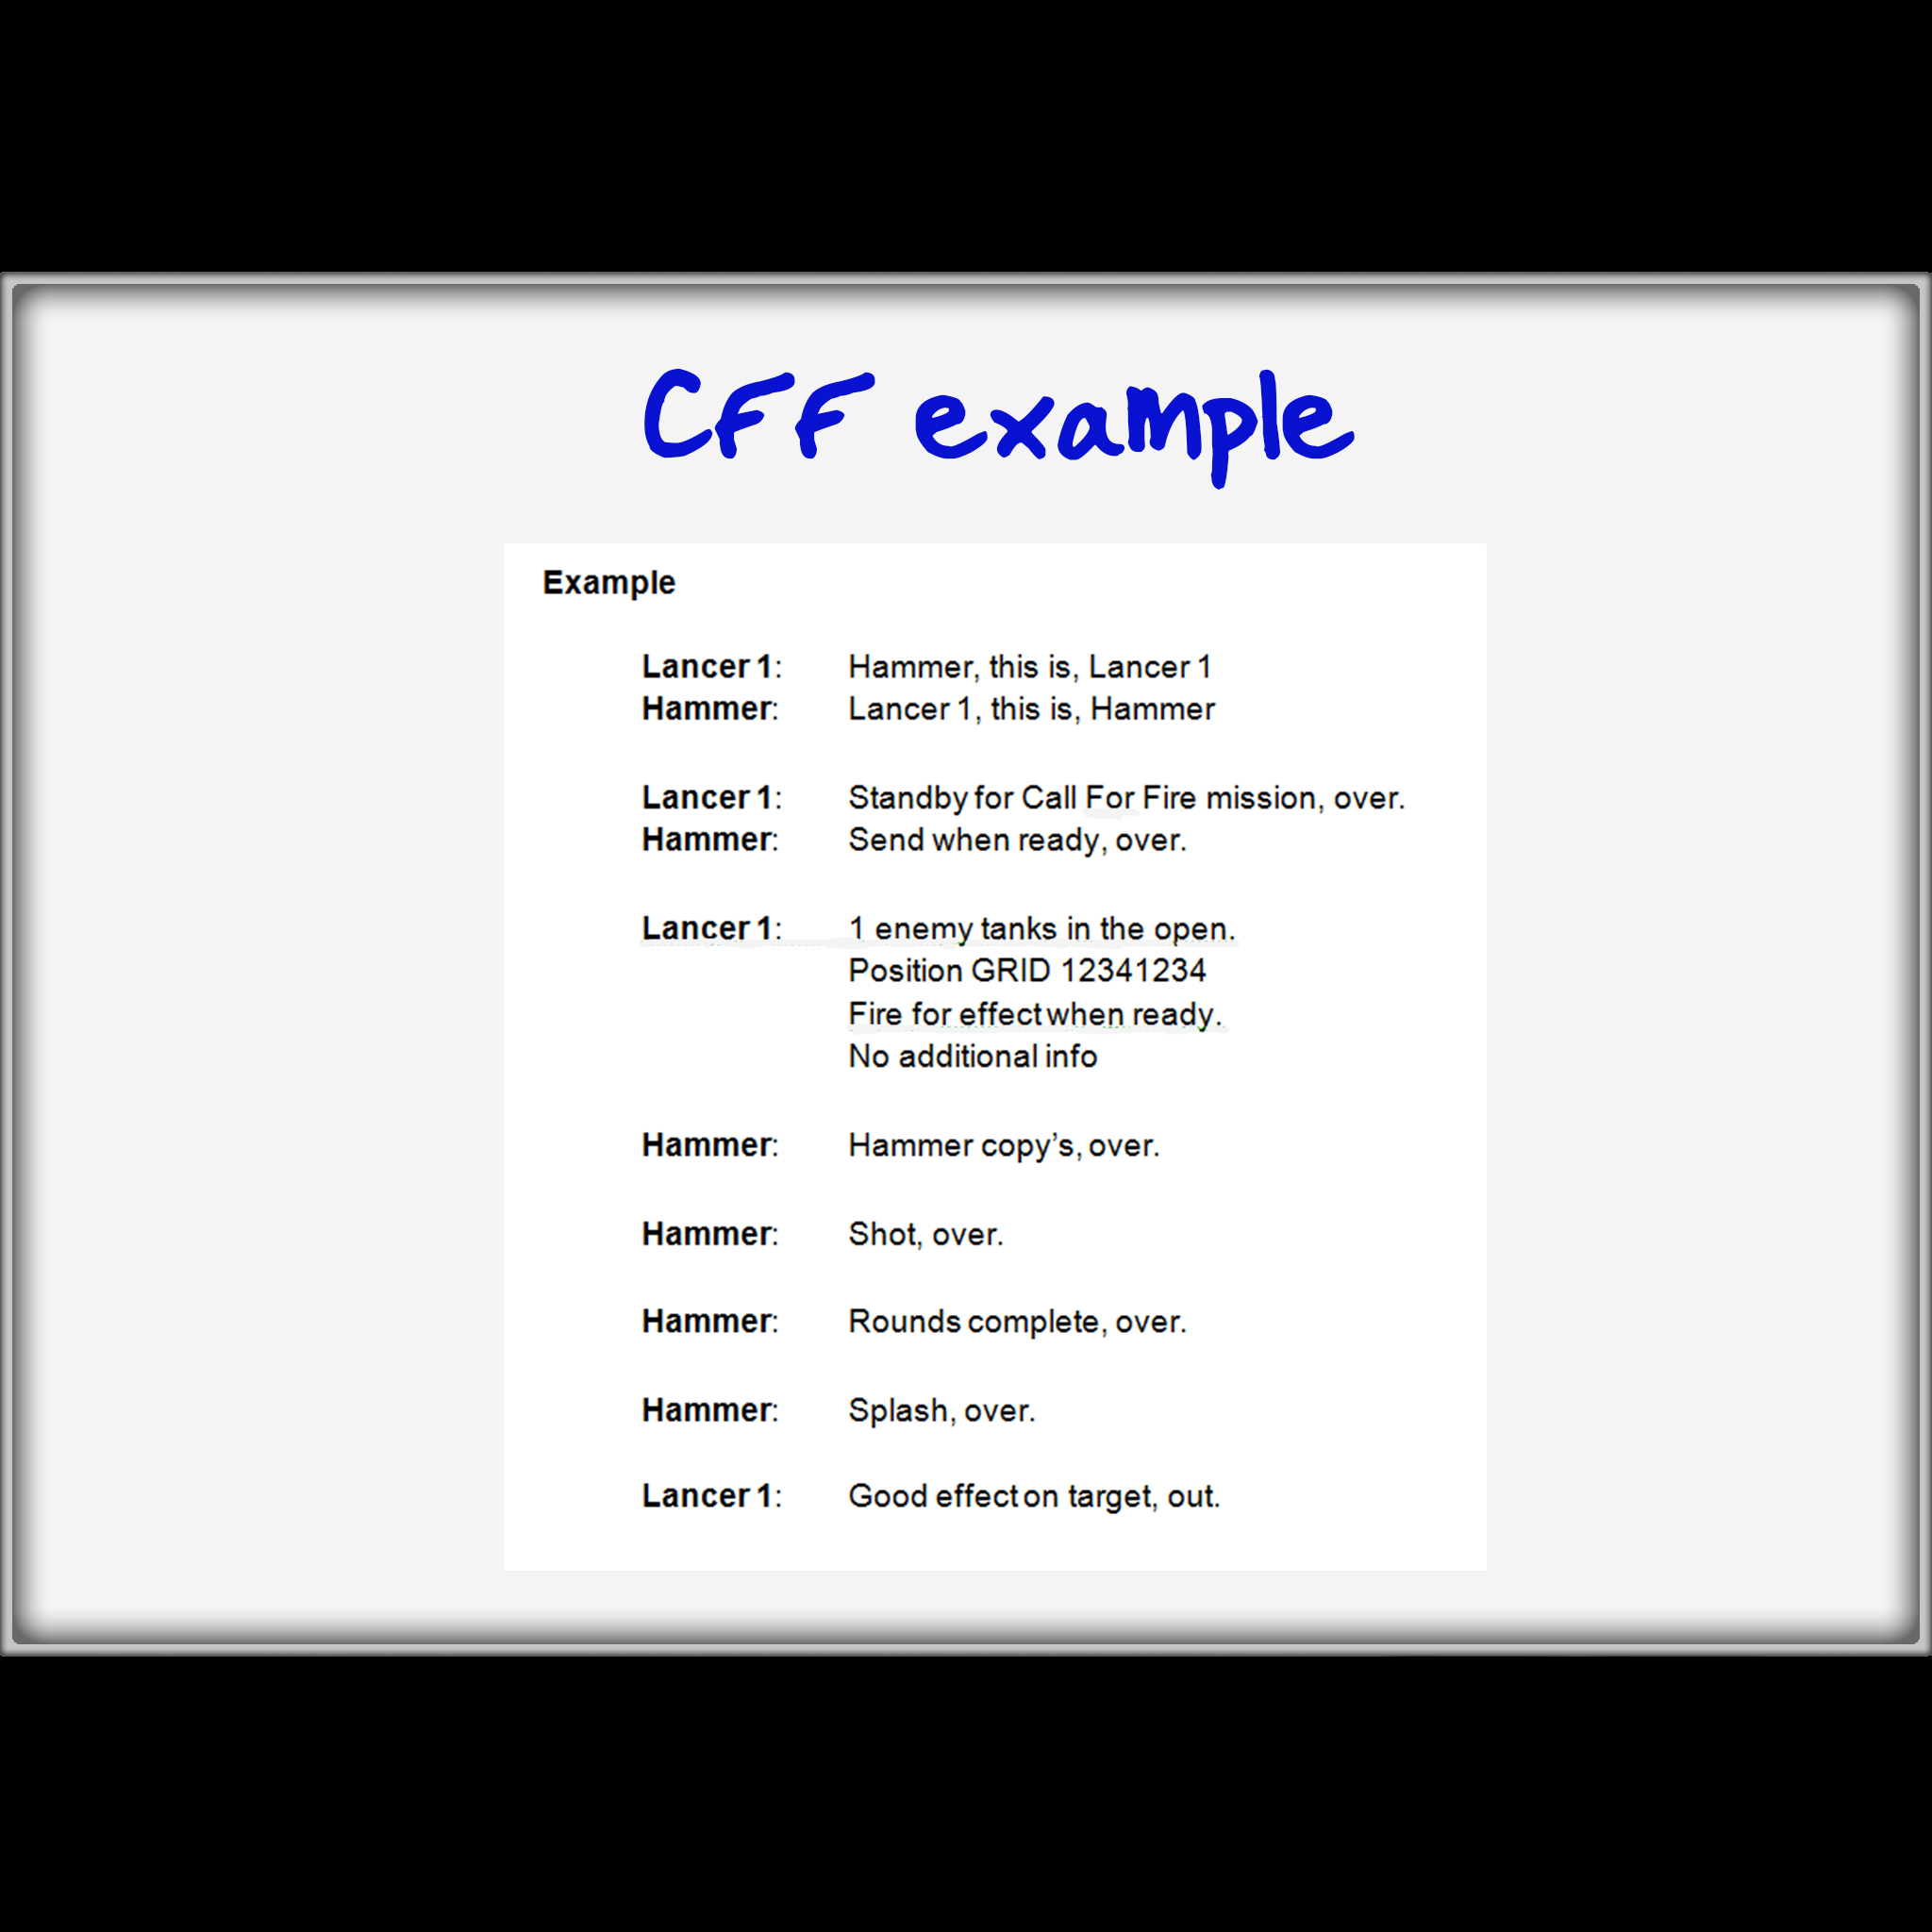 CFF example
Example
Lancer 1: Hammer, this is, Lancer 1
Hammer: Lancer 1, this is, Hammer
Lancer 1: Standby for Call For Fire mission, over.
Hammer: Send when ready, over.
Lancer 1: 1 enemy tanks in the open.
Position GRID 12341234
Fire for effect when ready.
No additional info
Hammer: Hammer copy’s, over.
Hammer: Shot, over.
Hammer: Rounds complete, over.
Hammer: Splash, over.
Lancer 1: Good effect on target, out.